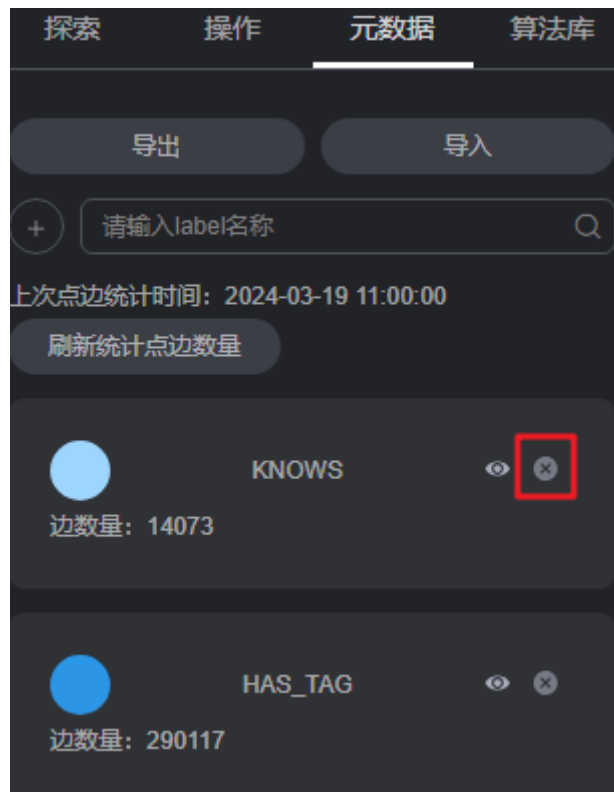 探索 操作 元数据 算法库
导出 导入
+ 请输入label名称
上次点边统计时间：2024-03-19 11:00:00
刷新统计点边数量
KNOWS
边数量：14073
HAS_TAG
边数量：290117